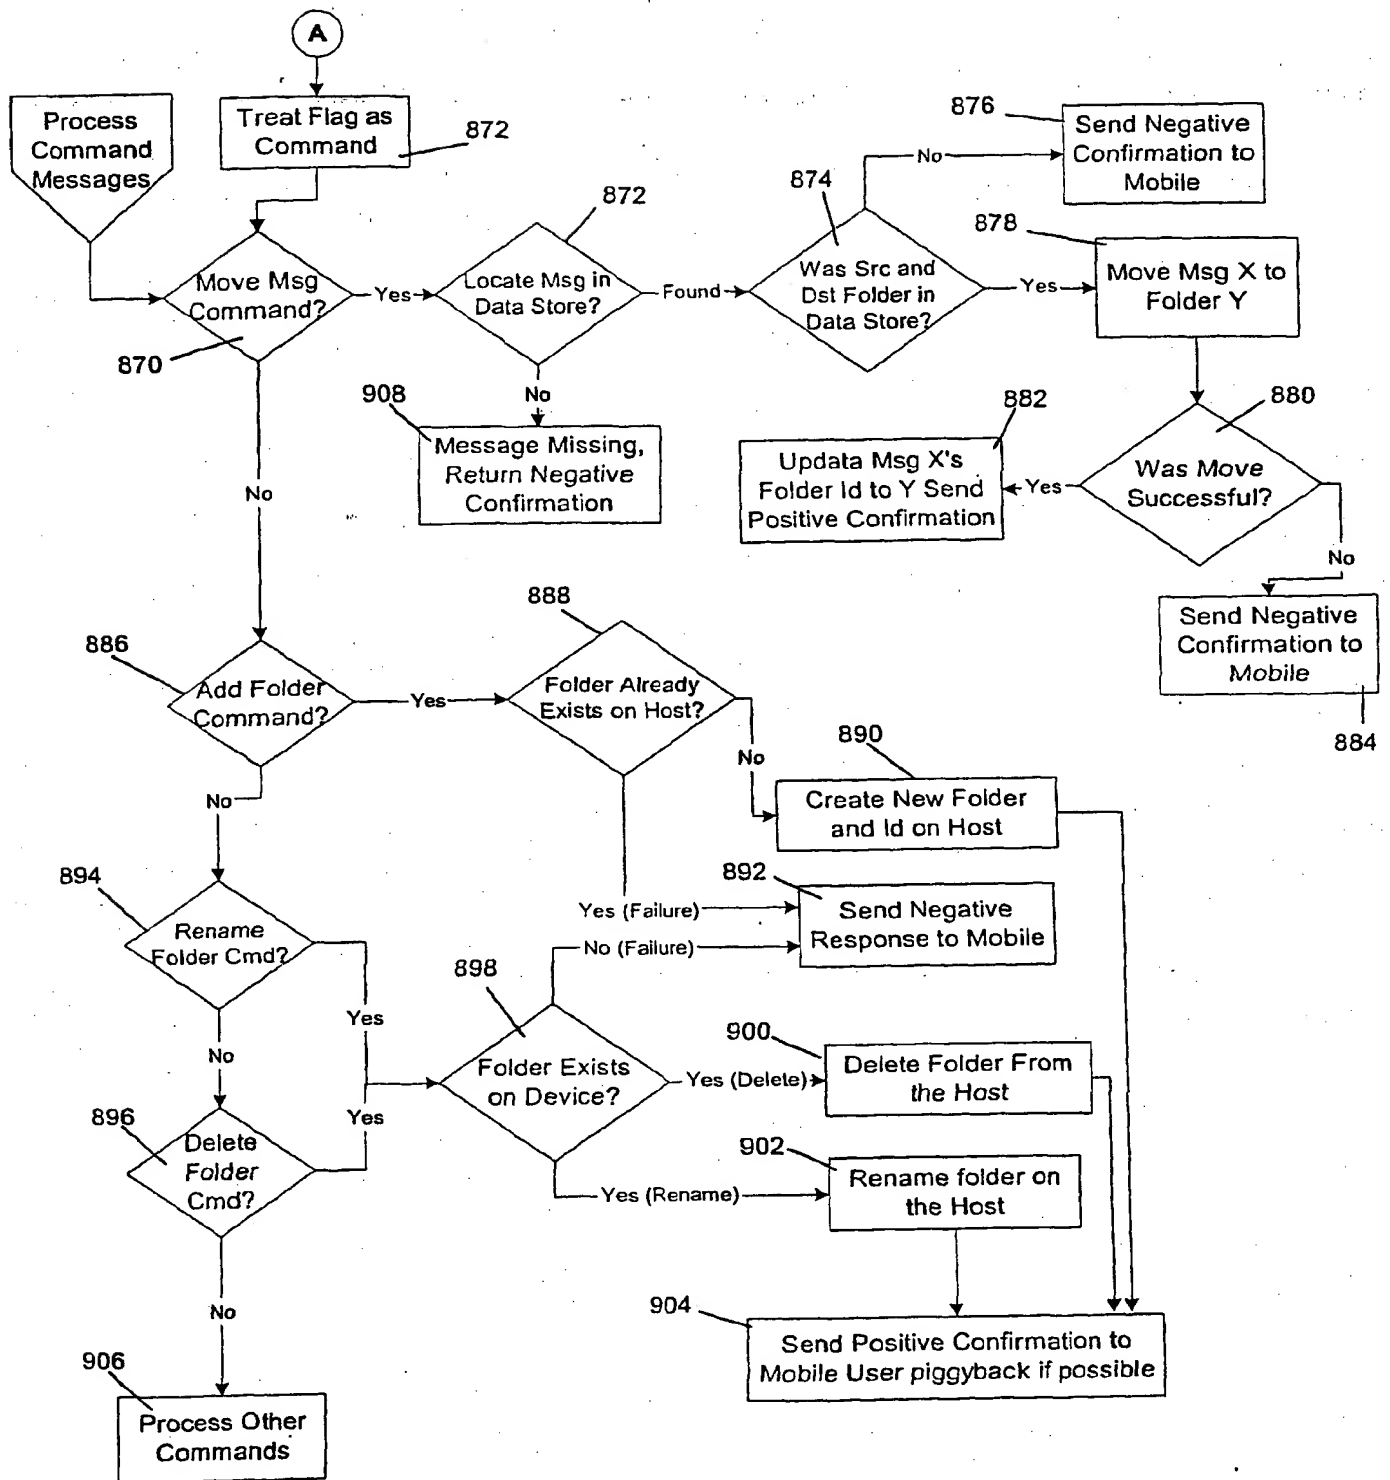 A
Process
Command
Messages
Treat Flag as
Command
872
Move Msg
Command?
870
Yes
Locate Msg in
Data Store?
872
Found
Was Src and
Dst Folder in
Data Store?
874
No
876
Send Negative
Confirmation to
Mobile
Yes
878
Move Msg X to
Folder Y
No
908
Message Missing,
Return Negative
Confirmation
880
Was Move
Successful?
Yes
882
Updata Msg X's
Folder Id to Y Send
Positive Confirmation
No
Send Negative
Confirmation to
Mobile
884
No
886
Add Folder
Command?
Yes
888
Folder Already
Exists on Host?
No
890
Create New Folder
and Id on Host
Yes (Failure)
892
Send Negative
Response to Mobile
No (Failure)
No
894
Rename
Folder Cmd?
Yes
No
896
Delete
Folder
Cmd?
Yes
898
Folder Exists
on Device?
Yes (Delete)
900
Delete Folder From
the Host
Yes (Rename)
902
Rename folder on
the Host
904
Send Positive Confirmation to
Mobile User piggyback if possible
No
906
Process Other
Commands